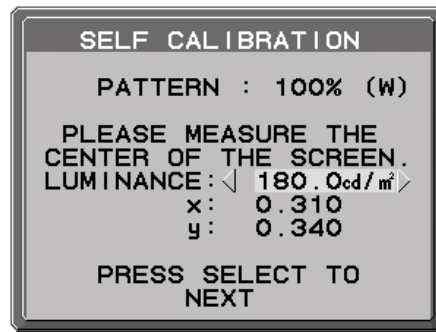 SELF CALIBRATION
PATTERN : 100% (W)
PLEASE MEASURE THE
CENTER OF THE SCREEN.
LUMINANCE: 180.0cd/㎡
x: 0.310
y: 0.340
PRESS SELECT TO
NEXT